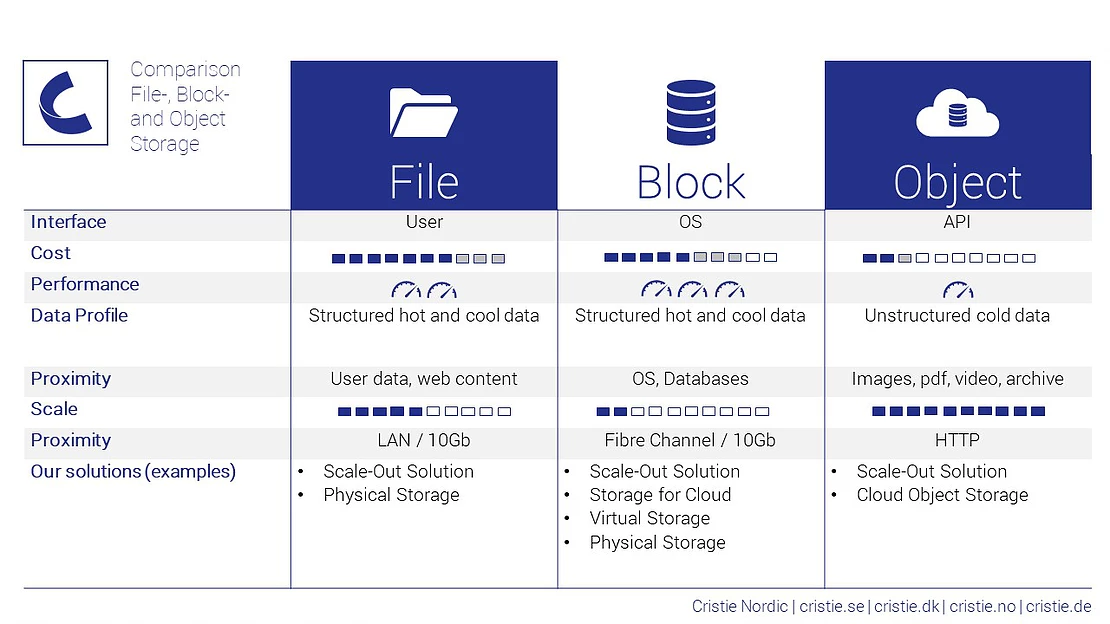 Comparison
File-, Block-
and Object
Storage
File
Block
Object
Interface
User
OS
API
Cost
Performance
Data Profile
Structured hot and cool data
Structured hot and cool data
Unstructured cold data
Proximity
User data, web content
OS, Databases
Images, pdf, video, archive
Scale
Proximity
LAN / 10Gb
Fibre Channel / 10Gb
HTTP
Our solutions (examples)
• Scale-Out Solution
• Physical Storage
• Scale-Out Solution
• Storage for Cloud
• Virtual Storage
• Physical Storage
• Scale-Out Solution
• Cloud Object Storage
Cristie Nordic | cristie.se | cristie.dk | cristie.no | cristie.de